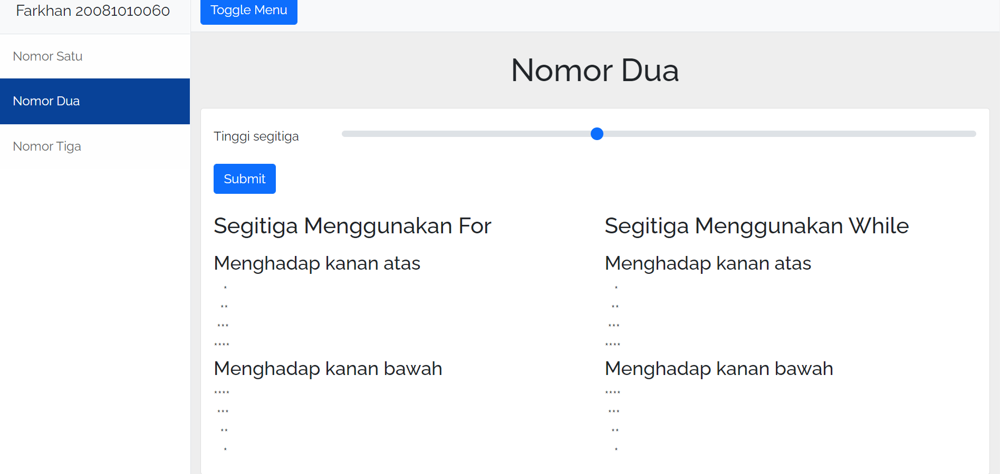 Farkhan 20081010060
Toggle Menu
Nomor Satu
Nomor Dua
Nomor Tiga
Nomor Dua
Tinggi segitiga
Submit
Segitiga Menggunakan For
Menghadap kanan atas
*
**
***
****
Menghadap kanan bawah
****
***
**
*
Segitiga Menggunakan While
Menghadap kanan atas
*
**
***
****
Menghadap kanan bawah
****
***
**
*